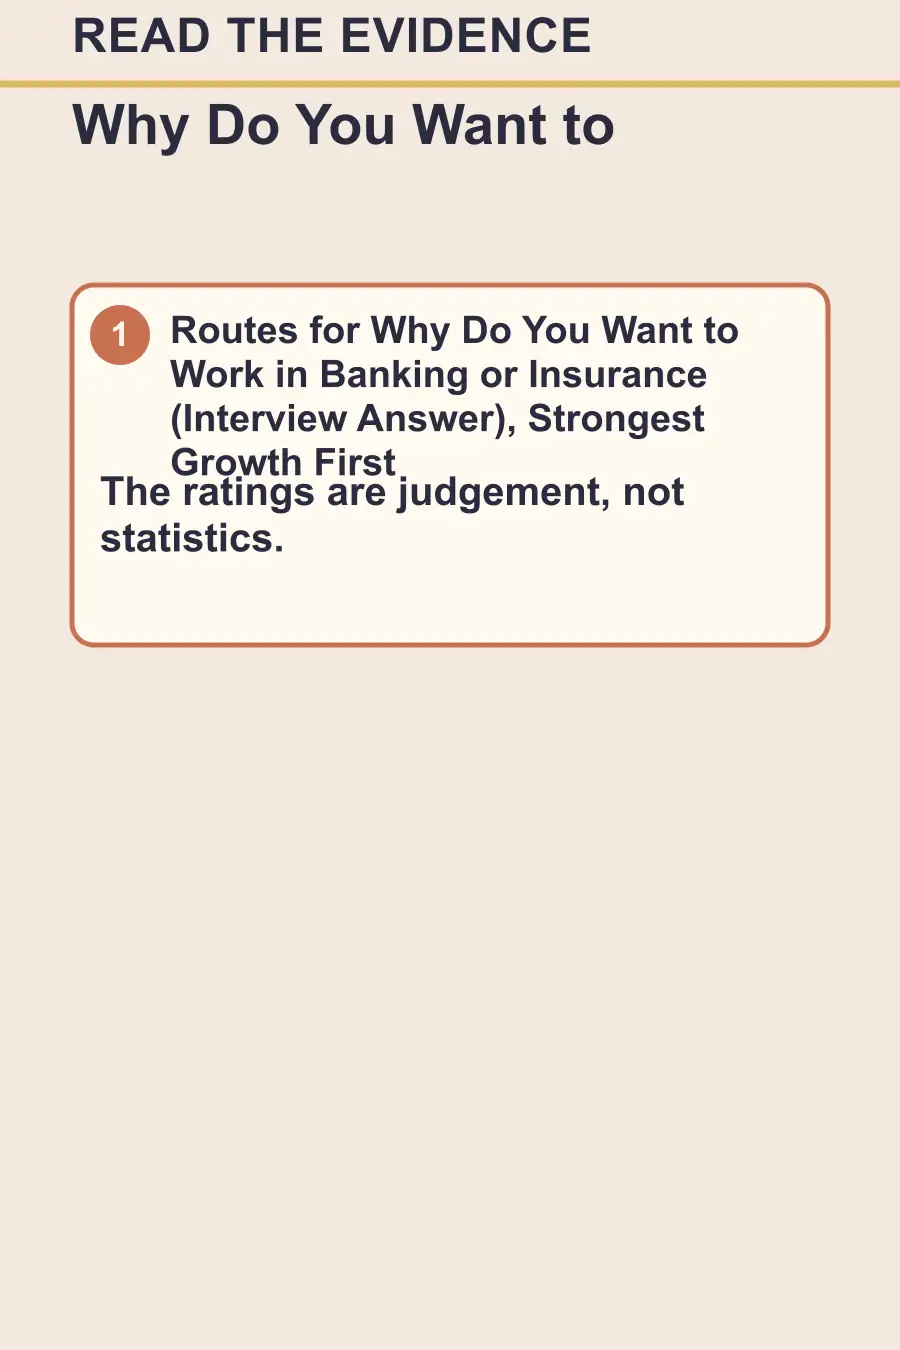 READ THE EVIDENCE
Why Do You Want to
1
Routes for Why Do You Want to
Work in Banking or Insurance
(Interview Answer), Strongest
Growth First
The ratings are judgement, not
statistics.